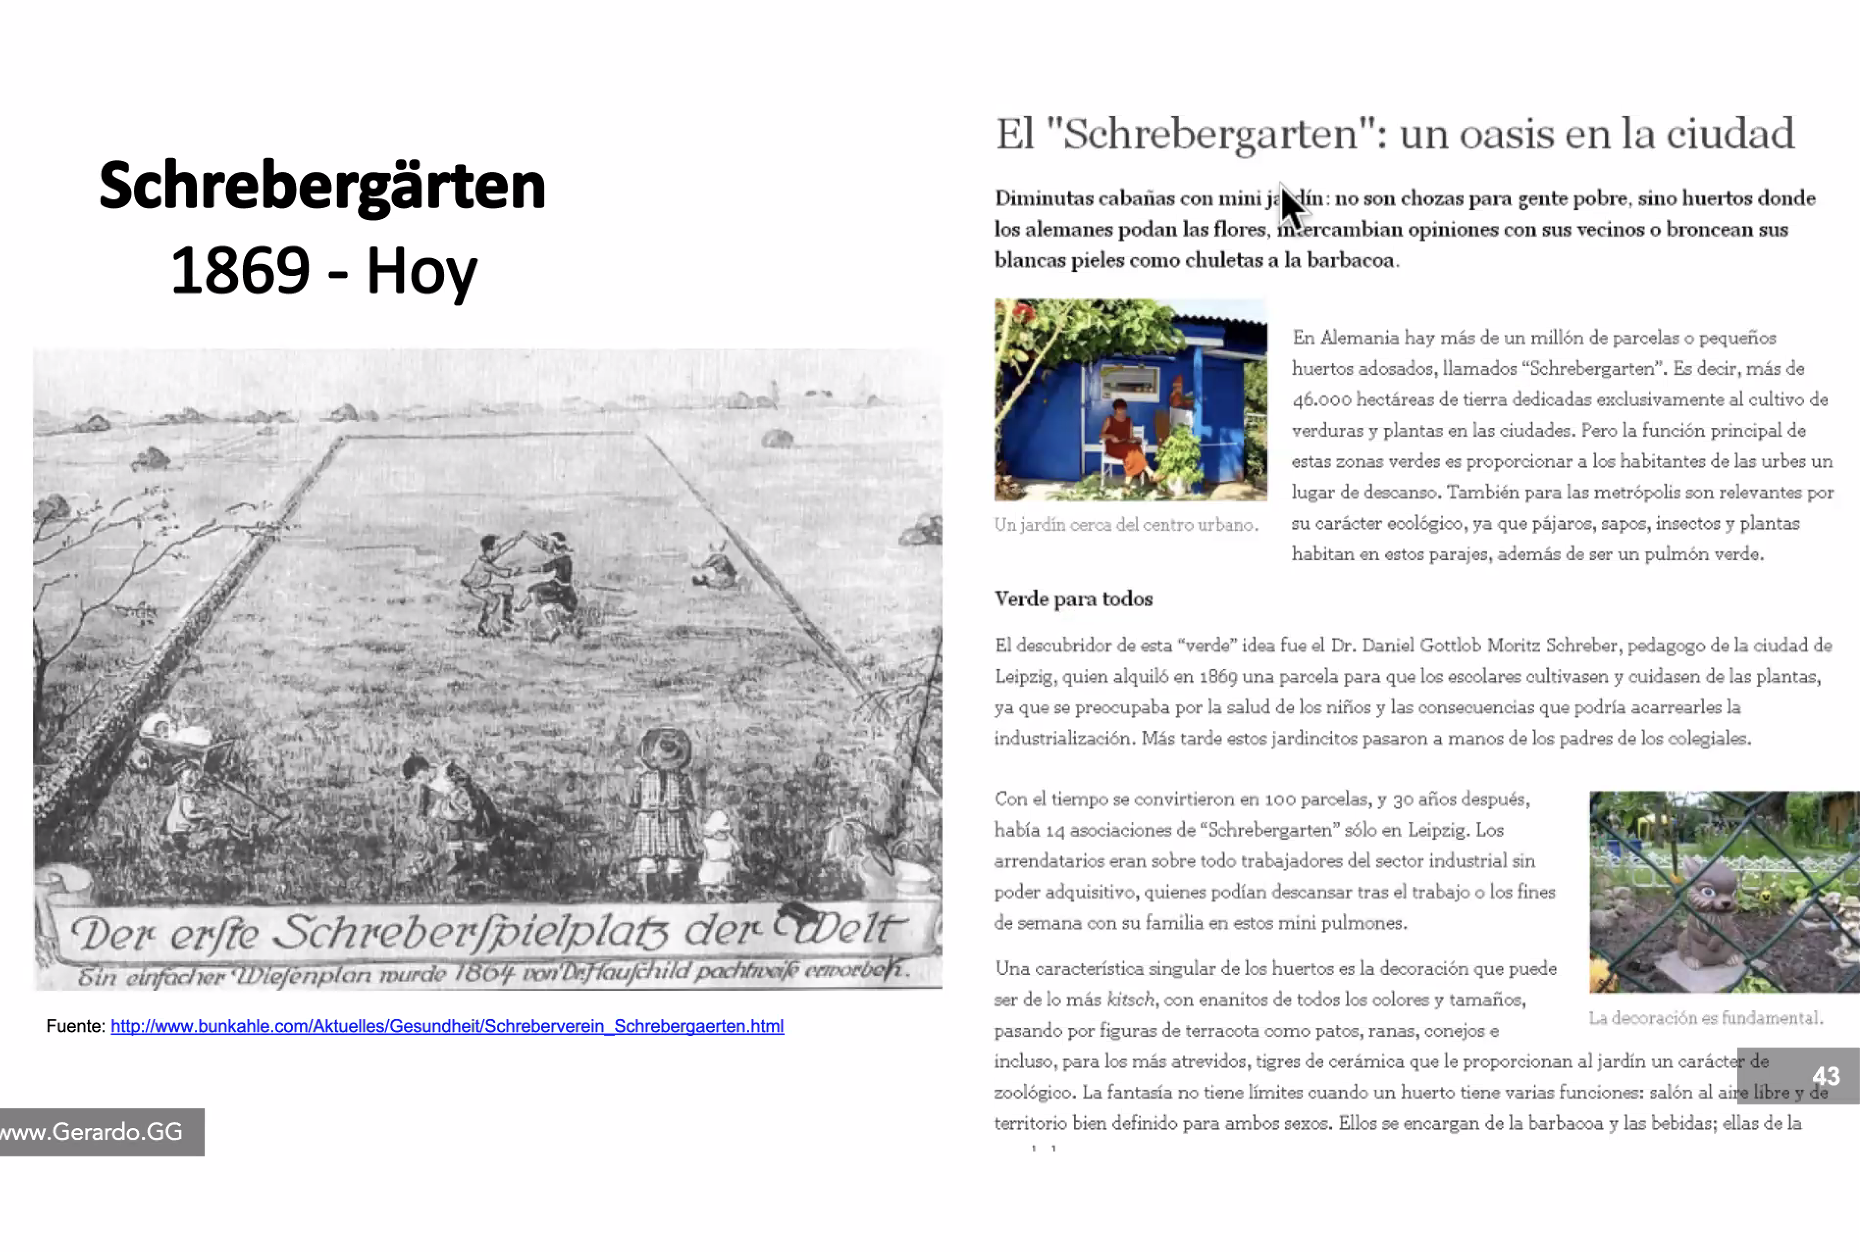 Schrebergärten
1869 - Hoy
Der erſte Schreberſpielplatz der Welt
Ein einfacher Wieſenplan wurde 1864 von Dr. Hauſchild pachtweiſe erworben.
Fuente: http://www.bunkahle.com/Aktuelles/Gesundheit/Schreberverein_Schrebergaerten.html
www.Gerardo.GG
El "Schrebergarten": un oasis en la ciudad
Diminutas cabañas con mini jardín: no son chozas para gente pobre, sino huertos donde
los alemanes podan las flores, intercambian opiniones con sus vecinos o broncean sus
blancas pieles como chuletas a la barbacoa.
Un jardín cerca del centro urbano.
En Alemania hay más de un millón de parcelas o pequeños
huertos adosados, llamados “Schrebergarten”. Es decir, más de
46.000 hectáreas de tierra dedicadas exclusivamente al cultivo de
verduras y plantas en las ciudades. Pero la función principal de
estas zonas verdes es proporcionar a los habitantes de las urbes un
lugar de descanso. También para las metrópolis son relevantes por
su carácter ecológico, ya que pájaros, sapos, insectos y plantas
habitan en estos parajes, además de ser un pulmón verde.
Verde para todos
El descubridor de esta “verde” idea fue el Dr. Daniel Gottlob Moritz Schreber, pedagogo de la ciudad de
Leipzig, quien alquiló en 1869 una parcela para que los escolares cultivasen y cuidasen de las plantas,
ya que se preocupaba por la salud de los niños y las consecuencias que podría acarrearles la
industrialización. Más tarde estos jardincitos pasaron a manos de los padres de los colegiales.
Con el tiempo se convirtieron en 100 parcelas, y 30 años después,
había 14 asociaciones de “Schrebergarten” sólo en Leipzig. Los
arrendatarios eran sobre todo trabajadores del sector industrial sin
poder adquisitivo, quienes podían descansar tras el trabajo o los fines
de semana con su familia en estos mini pulmones.
La decoración es fundamental.
Una característica singular de los huertos es la decoración que puede
ser de lo más kitsch, con enanitos de todos los colores y tamaños,
pasando por figuras de terracota como patos, ranas, conejos e
incluso, para los más atrevidos, tigres de cerámica que le proporcionan al jardín un carácter de
zoológico. La fantasía no tiene límites cuando un huerto tiene varias funciones: salón al aire libre y de
territorio bien definido para ambos sexos. Ellos se encargan de la barbacoa y las bebidas; ellas de la
43